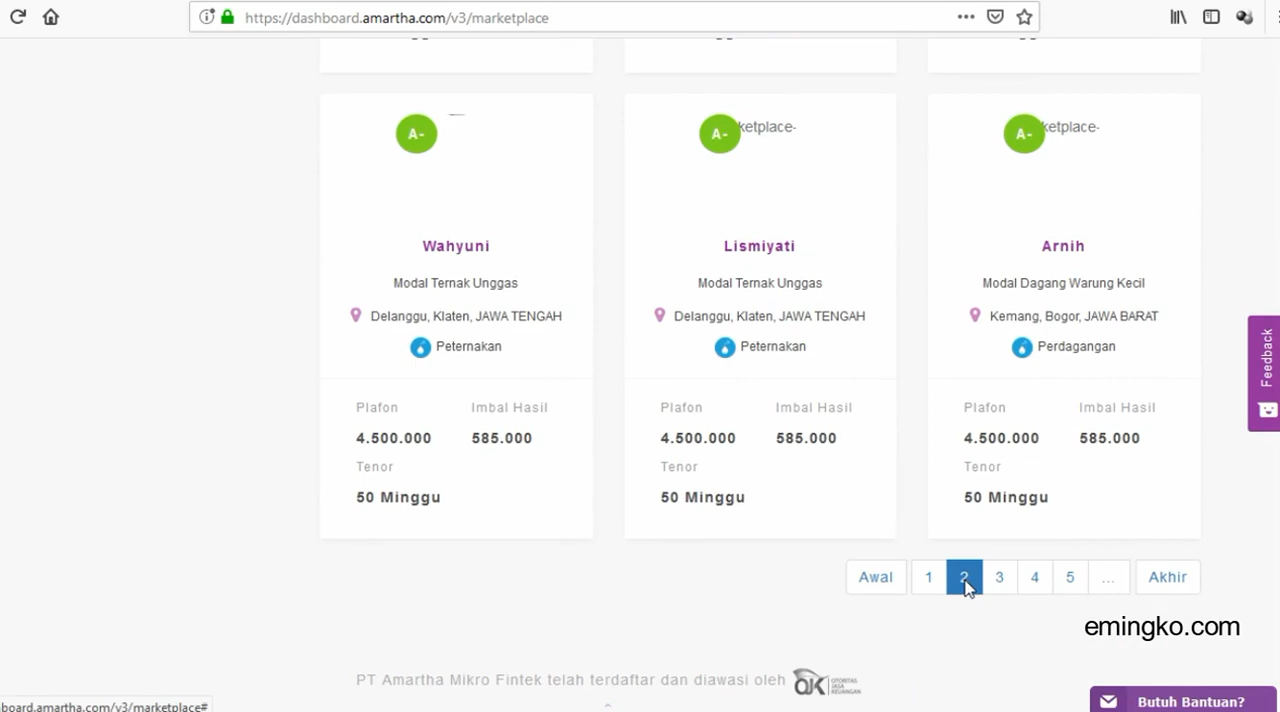 https://dashboard.amartha.com/v3/marketplace
A-
A- ketplace-
A- ketplace-
Wahyuni
Lismiyati
Arnih
Modal Ternak Unggas
Modal Ternak Unggas
Modal Dagang Warung Kecil
Delanggu, Klaten, JAWA TENGAH
Delanggu, Klaten, JAWA TENGAH
Kemang, Bogor, JAWA BARAT
Peternakan
Peternakan
Perdagangan
Plafon Imbal Hasil
Plafon Imbal Hasil
Plafon Imbal Hasil
4.500.000 585.000
4.500.000 585.000
4.500.000 585.000
Tenor
Tenor
Tenor
50 Minggu
50 Minggu
50 Minggu
Feedback
Awal 1 2 3 4 5 ... Akhir
emingko.com
PT Amartha Mikro Fintek telah terdaftar dan diawasi oleh OJK OTORITAS JASA KEUANGAN
board.amartha.com/v3/marketplace#
Butuh Bantuan?